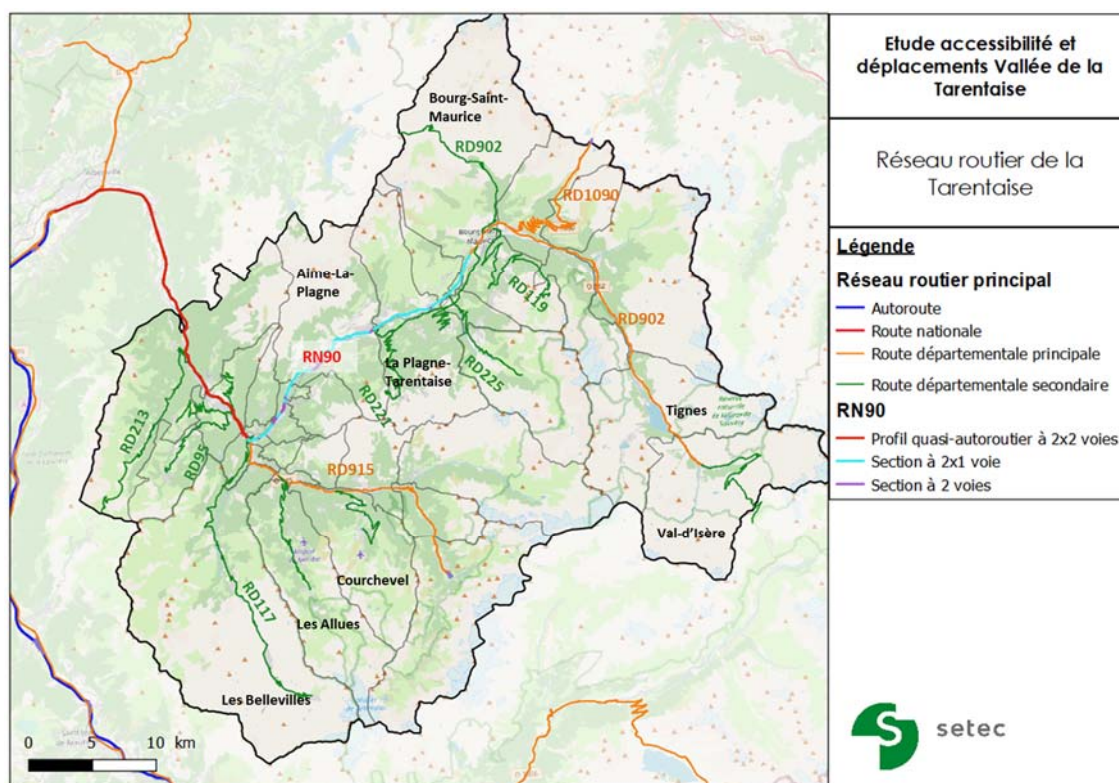 Etude accessibilité et
déplacements Vallée de la
Tarentaise
Réseau routier de la
Tarentaise
Légende
Réseau routier principal
Autoroute
Route nationale
Route départementale principale
Route départementale secondaire
RN90
Profil quasi-autoroutier à 2x2 voies
Section à 2x1 voie
Section à 2 voies
setec
Bourg-Saint-
Maurice
RD902
RD1090
Aime-La-
Plagne
RD119
RD902
RN90
La Plagne-
Tarentaise
RD225
RD221
Tignes
RD213
RD95
RD915
Val-d'Isère
Courchevel
RD117
Les Allues
Les Bellevilles
0 5 10 km